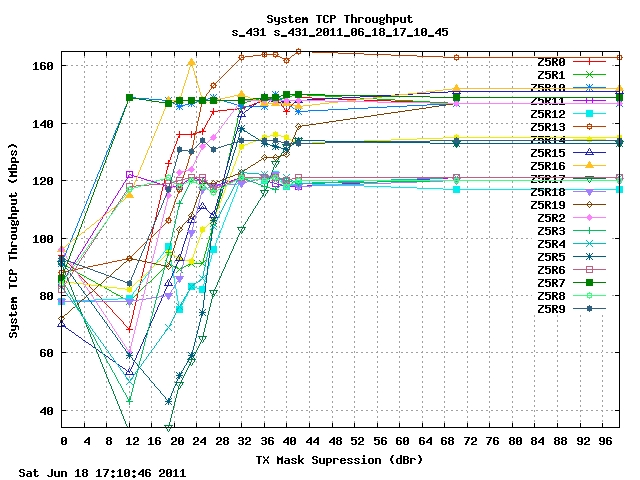 System TCP Throughput
s_431 s_431_2011_06_18_17_10_45
System TCP Throughput (Mbps)
160
140
120
100
80
60
40
Z5R0
Z5R1
Z5R10
Z5R11
Z5R12
Z5R13
Z5R14
Z5R15
Z5R16
Z5R17
Z5R18
Z5R19
Z5R2
Z5R3
Z5R4
Z5R5
Z5R6
Z5R7
Z5R8
Z5R9
0 4 8 12 16 20 24 28 32 36 40 44 48 52 56 60 64 68 72 76 80 84 88 92 96
TX Mask Supression (dBr)
Sat Jun 18 17:10:46 2011